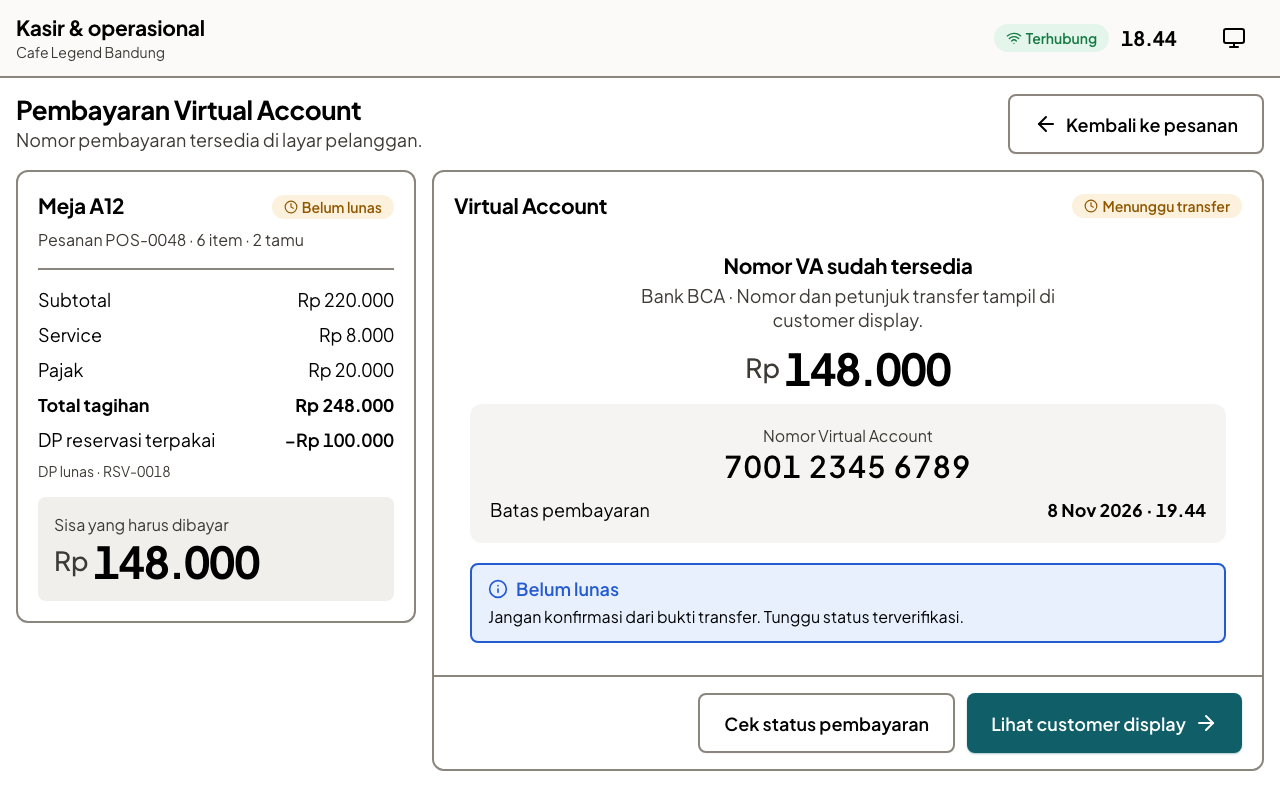 Kasir & operasional
Cafe Legend Bandung
Terhubung
18.44
Pembayaran Virtual Account
Nomor pembayaran tersedia di layar pelanggan.
Kembali ke pesanan
Meja A12
Belum lunas
Pesanan POS-0048 · 6 item · 2 tamu
Subtotal Rp 220.000
Service Rp 8.000
Pajak Rp 20.000
Total tagihan Rp 248.000
DP reservasi terpakai −Rp 100.000
DP lunas · RSV-0018
Sisa yang harus dibayar
Rp 148.000
Virtual Account
Menunggu transfer
Nomor VA sudah tersedia
Bank BCA · Nomor dan petunjuk transfer tampil di
customer display.
Rp 148.000
Nomor Virtual Account
7001 2345 6789
Batas pembayaran 8 Nov 2026 · 19.44
Belum lunas
Jangan konfirmasi dari bukti transfer. Tunggu status terverifikasi.
Cek status pembayaran
Lihat customer display